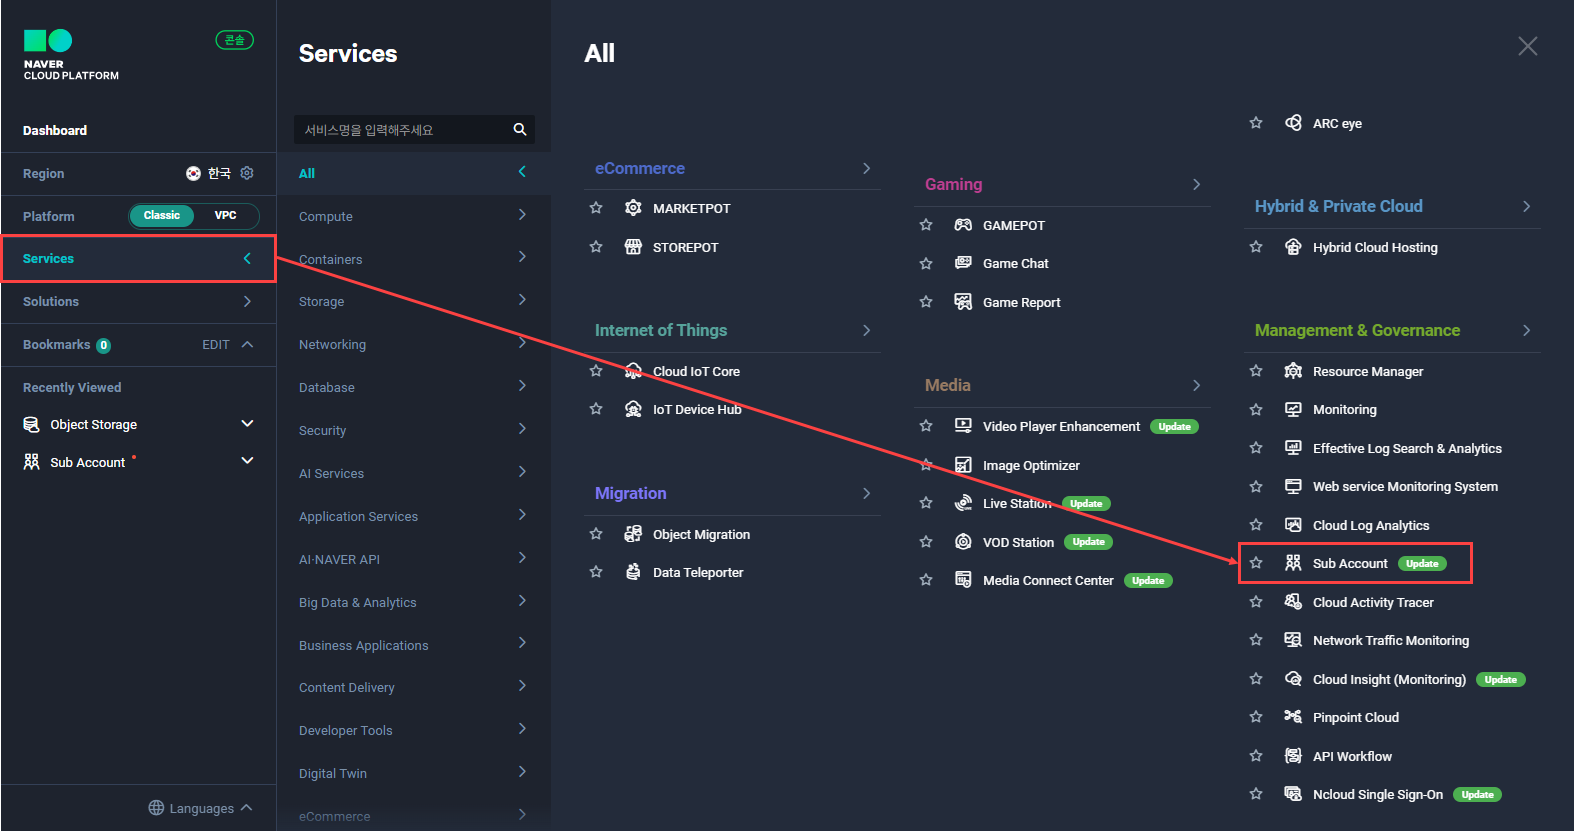 NAVER
CLOUD PLATFORM
콘솔
Dashboard
Region
한국
Platform
Classic
VPC
Services
Solutions
Bookmarks 0
EDIT
Recently Viewed
Object Storage
Sub Account
Languages
Services
서비스명을 입력해주세요
All
Compute
Containers
Storage
Networking
Database
Security
AI Services
Application Services
AI·NAVER API
Big Data & Analytics
Business Applications
Content Delivery
Developer Tools
Digital Twin
eCommerce
All
eCommerce
MARKETPOT
STOREPOT
Internet of Things
Cloud IoT Core
IoT Device Hub
Migration
Object Migration
Data Teleporter
Gaming
GAMEPOT
Game Chat
Game Report
Media
Video Player Enhancement Update
Image Optimizer
Live Station Update
VOD Station Update
Media Connect Center Update
ARC eye
Hybrid & Private Cloud
Hybrid Cloud Hosting
Management & Governance
Resource Manager
Monitoring
Effective Log Search & Analytics
Web service Monitoring System
Cloud Log Analytics
Sub Account Update
Cloud Activity Tracer
Network Traffic Monitoring
Cloud Insight (Monitoring) Update
Pinpoint Cloud
API Workflow
Ncloud Single Sign-On Update